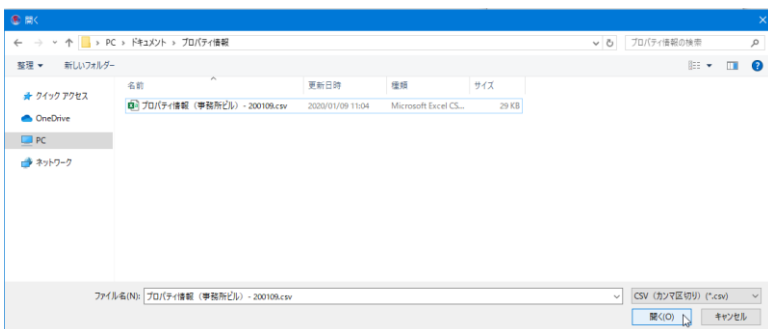 開く
PC › ドキュメント › プロパティ情報
プロパティ情報の検索
整理 新しいフォルダー
名前 更新日時 種類 サイズ
クイック アクセス
OneDrive
PC
ネットワーク
プロパティ情報（事務所ビル） - 200109.csv 2020/01/09 11:04 Microsoft Excel CS... 29 KB
ファイル名(N): プロパティ情報（事務所ビル） - 200109.csv CSV（カンマ区切り）(*.csv)
開く(O) キャンセル